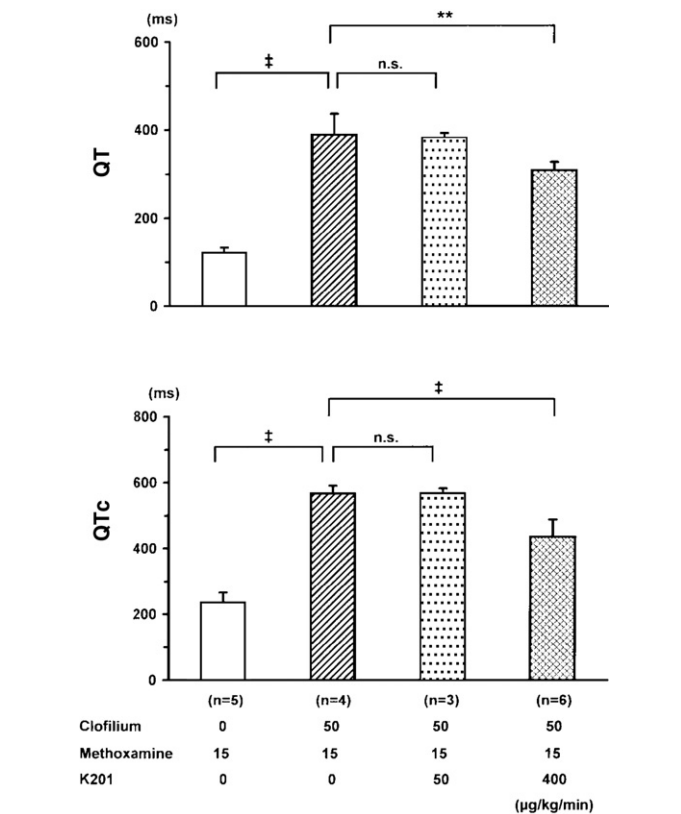 (ms)
**
600
‡
n.s.
400
QT
200
0
(ms)
‡
800
‡
n.s.
600
QTc
400
200
0
(n=5) (n=4) (n=3) (n=6)
Clofilium 0 50 50 50
Methoxamine 15 15 15 15
K201 0 0 50 400
(µg/kg/min)